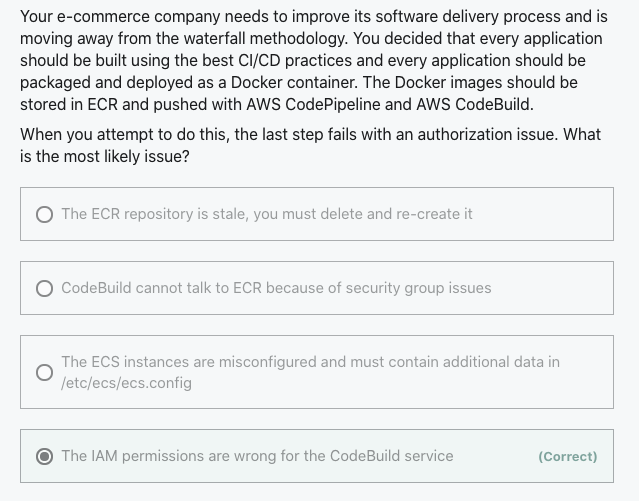 Your e-commerce company needs to improve its software delivery process and is
moving away from the waterfall methodology. You decided that every application
should be built using the best CI/CD practices and every application should be
packaged and deployed as a Docker container. The Docker images should be
stored in ECR and pushed with AWS CodePipeline and AWS CodeBuild.
When you attempt to do this, the last step fails with an authorization issue. What
is the most likely issue?
The ECR repository is stale, you must delete and re-create it
CodeBuild cannot talk to ECR because of security group issues
The ECS instances are misconfigured and must contain additional data in
/etc/ecs/ecs.config
The IAM permissions are wrong for the CodeBuild service (Correct)